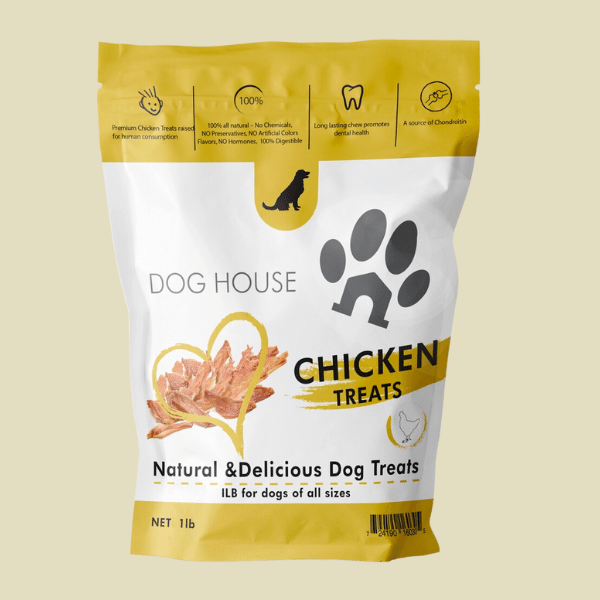 Premium Chicken Treats raised
for human consumption
100%
100% all natural – No Chemicals,
NO Preservatives, NO Artificial Colors
Flavors, NO Hormones, 100% Digestible
Long lasting chew promotes
dental health
A source of Chondroitin
DOG HOUSE
CHICKEN
TREATS
Natural &Delicious Dog Treats
1LB for dogs of all sizes
NET 1lb